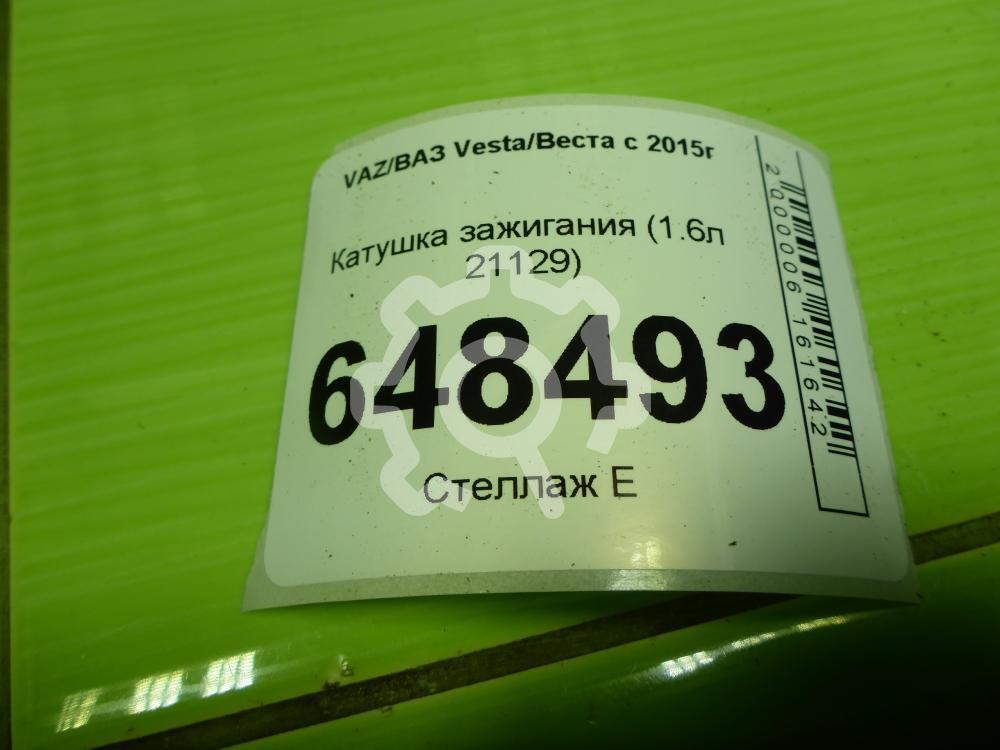 VAZ/ВАЗ Vesta/Веста с 2015г
Катушка зажигания (1.6л
21129)
648493
Стеллаж Е
2000006161642